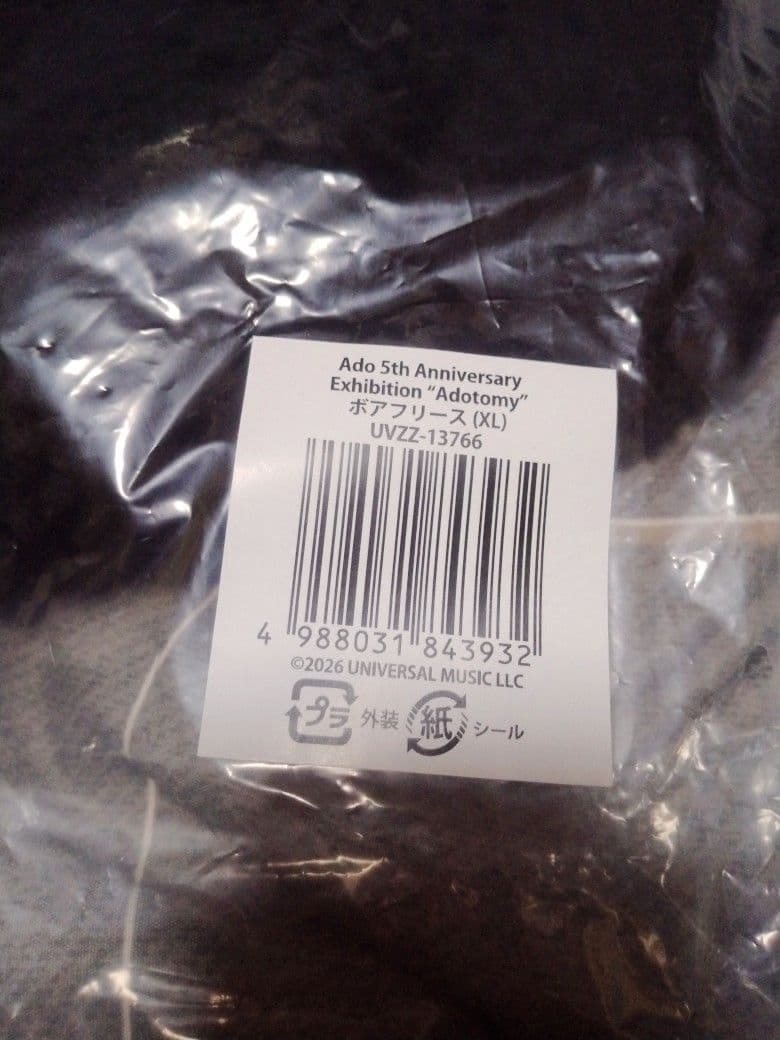 Ado 5th Anniversary
Exhibition “Adotomy”
ボアフリース (XL)
UVZZ-13766
4 988031 843932
©2026 UNIVERSAL MUSIC LLC
プラ 外装 紙 シール